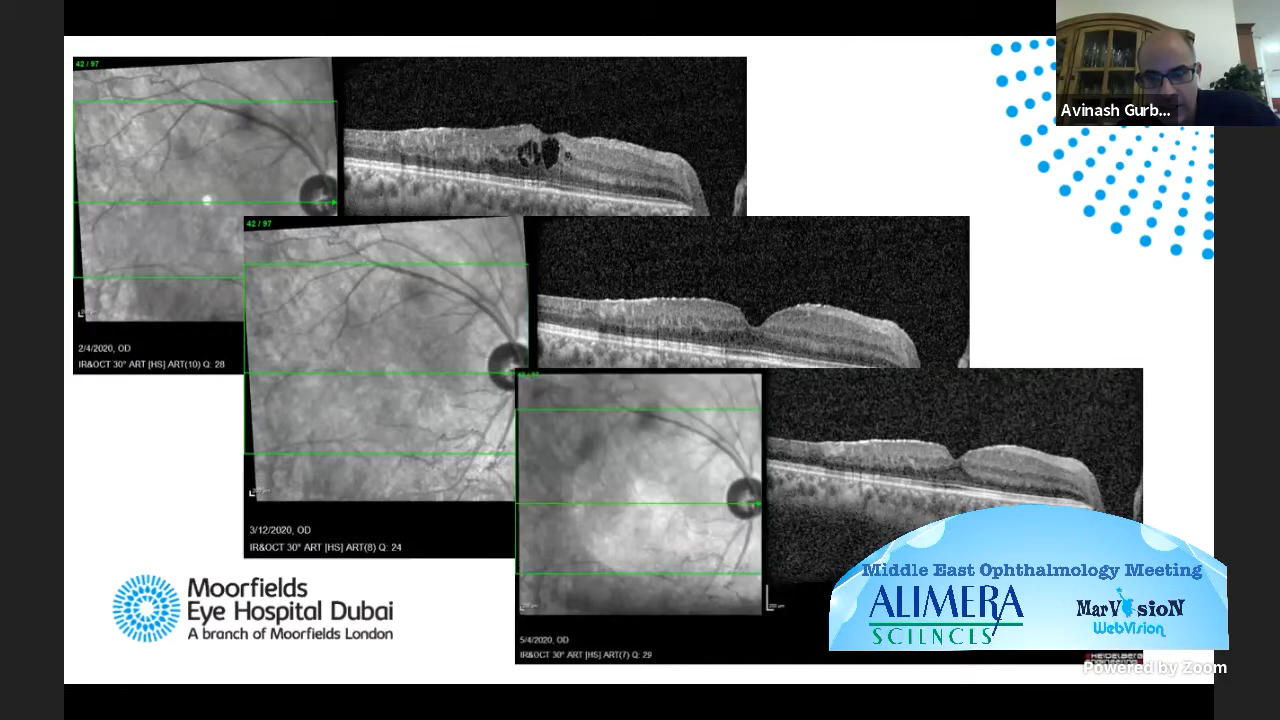 42 / 97
Avinash Gurb...
42 / 97
2/4/2020, OD
IR&OCT 30° ART [HS] ART(10) Q: 28
3/12/2020, OD
IR&OCT 30° ART [HS] ART(8) Q: 24
Moorfields
Eye Hospital Dubai
A branch of Moorfields London
5/4/2020, OD
IR&OCT 30° ART [HS] ART(7) Q: 29
Middle East Ophthalmology Meeting
ALIMERA
SCIENCES
MarVisioN
WebVision
HEIDELBERG
ENGINEERING
Powered by Zoom